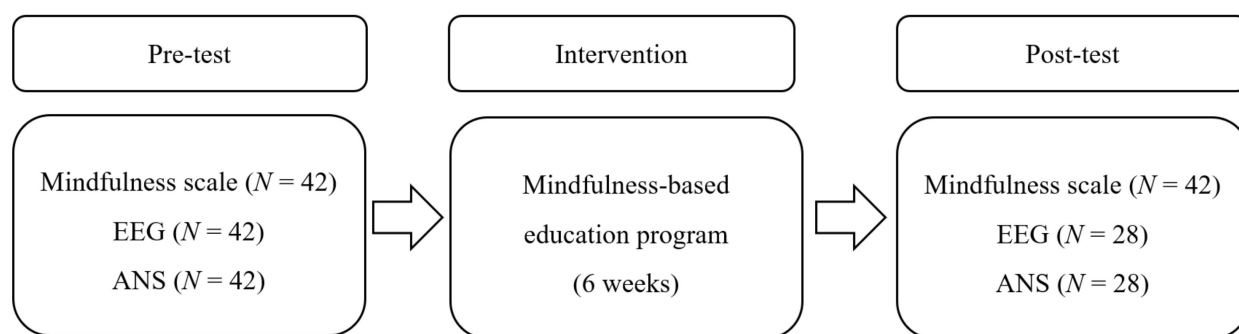 Pre-test
Intervention
Post-test
Mindfulness scale (N = 42)
EEG (N = 42)
ANS (N = 42)
Mindfulness-based
education program
(6 weeks)
Mindfulness scale (N = 42)
EEG (N = 28)
ANS (N = 28)